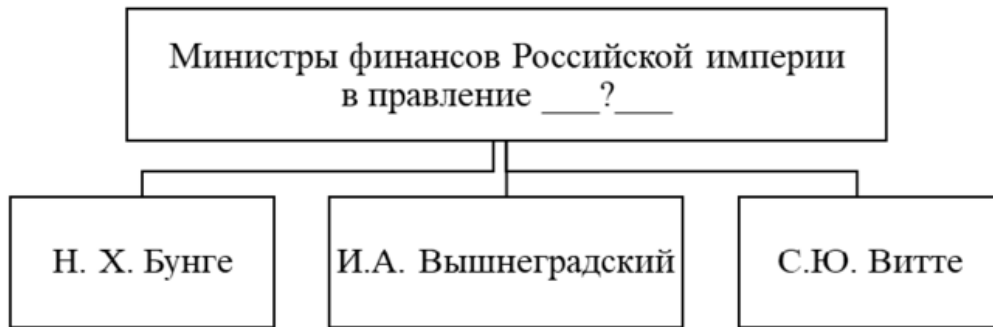 Министры финансов Российской империи
в правление ___?___
Н. Х. Бунге
И.А. Вышнеградский
С.Ю. Витте